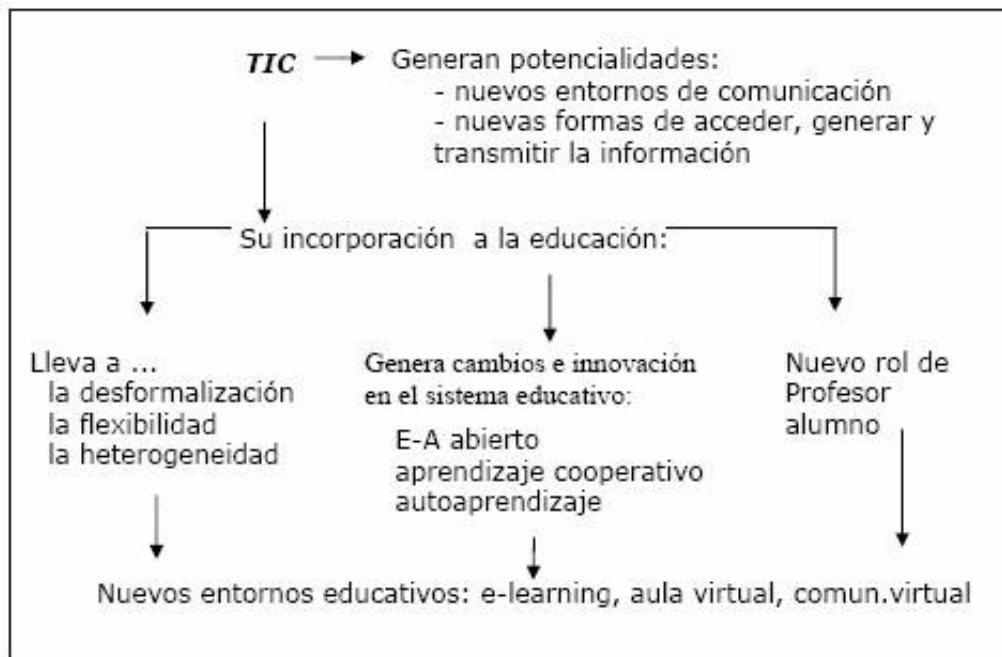 TIC
Generan potencialidades:
- nuevos entornos de comunicación
- nuevas formas de acceder, generar y
transmitir la información
Su incorporación a la educación:
Lleva a ...
la desformalización
la flexibilidad
la heterogeneidad
Genera cambios e innovación
en el sistema educativo:
E-A abierto
aprendizaje cooperativo
autoaprendizaje
Nuevo rol de
Profesor
alumno
Nuevos entornos educativos: e-learning, aula virtual, comun.virtual